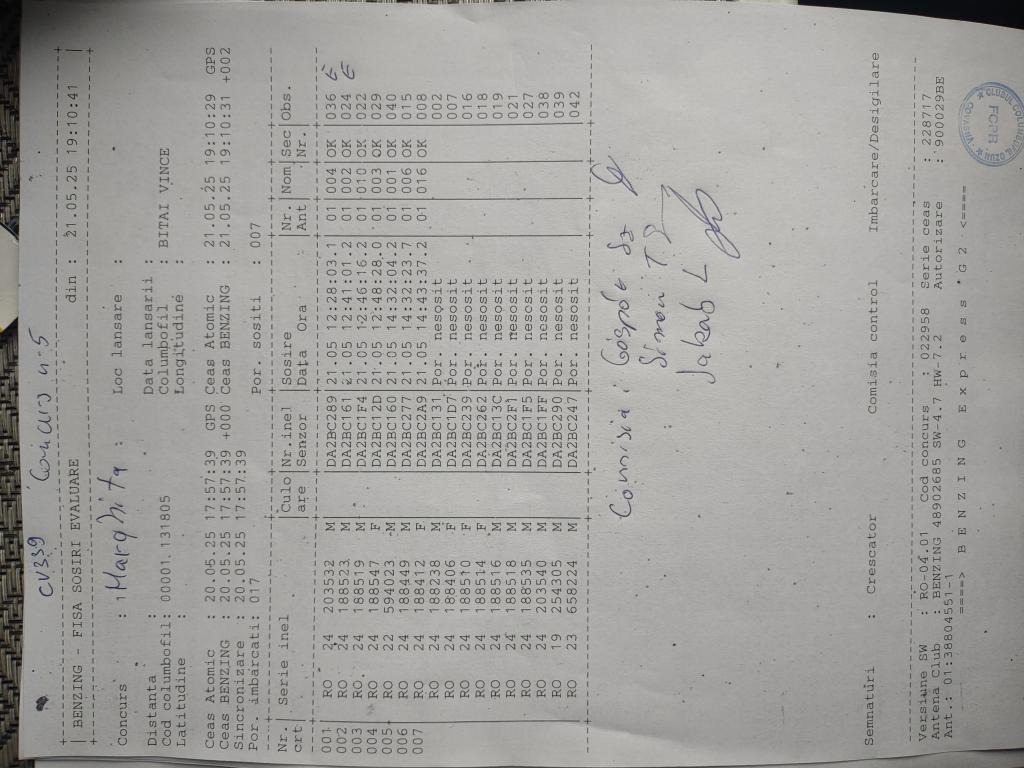 CV339 Concurs n-5
| BENZING - FISA SOSIRI EVALUARE din : 21.05.25 19:10:41 |
Concurs : Marghita : Loc lansare :
Distanta : Data lansarii :
Cod columbofil: 00001.131805 Columbofil : BITAI VINCE
Latitudine : Longitudine :
Ceas Atomic : 20.05.25 17:57:39 GPS Ceas Atomic : 21.05.25 19:10:29 GPS
Ceas BENZING : 20.05.25 17:57:39 +000 Ceas BENZING : 21.05.25 19:10:31 +002
Sincronizare : 20.05.25 17:57:39
Por. imbarcati: 017 Por. sositi : 007
Nr.| Serie inel |Culo|Nr.inel |Sosire |Nr.|Nom|Sec|Obs.
crt| |are |Senzor |Data Ora |Ant| |Nr.|
001 | RO 24 203532 M | |DA2BC289|21.05 12:28:03.1| 01|004|OK |036 E
002 | RO 24 188523 M | |DA2BC161|21.05 12:41:01.2| 01|002|OK |024 E
003 | RO 24 188519 M | |DA2BC1F4|21.05 12:46:16.2| 01|010|OK |022
004 | RO 24 188547 F | |DA2BC12D|21.05 12:48:28.0| 01|003|OK |029
005 | RO 22 594023 M | |DA2BC160|21.05 14:32:04.2| 01|001|OK |040
006 | RO 24 188449 M | |DA2BC277|21.05 14:32:23.7| 01|006|OK |015
007 | RO 24 188412 F | |DA2BC2A9|21.05 14:43:37.2| 01|016|OK |008
| RO 24 188238 M | |DA2BC131|Por. nesosit | | | |002
| RO 24 188406 F | |DA2BC1D7|Por. nesosit | | | |007
| RO 24 188510 F | |DA2BC239|Por. nesosit | | | |016
| RO 24 188514 F | |DA2BC262|Por. nesosit | | | |018
| RO 24 188516 M | |DA2BC13C|Por. nesosit | | | |019
| RO 24 188518 M | |DA2BC2F1|Por. nesosit | | | |021
| RO 24 188535 M | |DA2BC1F5|Por. nesosit | | | |027
| RO 24 203540 M | |DA2BC1FF|Por. nesosit | | | |038
| RO 19 254305 M | |DA2BC290|Por. nesosit | | | |039
| RO 23 658224 M | |DA2BC247|Por. nesosit | | | |042
Comisia :
Simon T
Jakab L
Semnaturi : Crescator Comisia control Imbarcare/Desigilare
Versiune SW : RO-04.01 Cod concurs : 022958 Serie ceas : 228717
Antena Club : BENZING 48902685 SW-4.7 HW-7.2 Autorizare : 900029BE
Ant.: 01:38804551-1
====> B E N Z I N G E x p r e s s * G 2 <====
FCPR